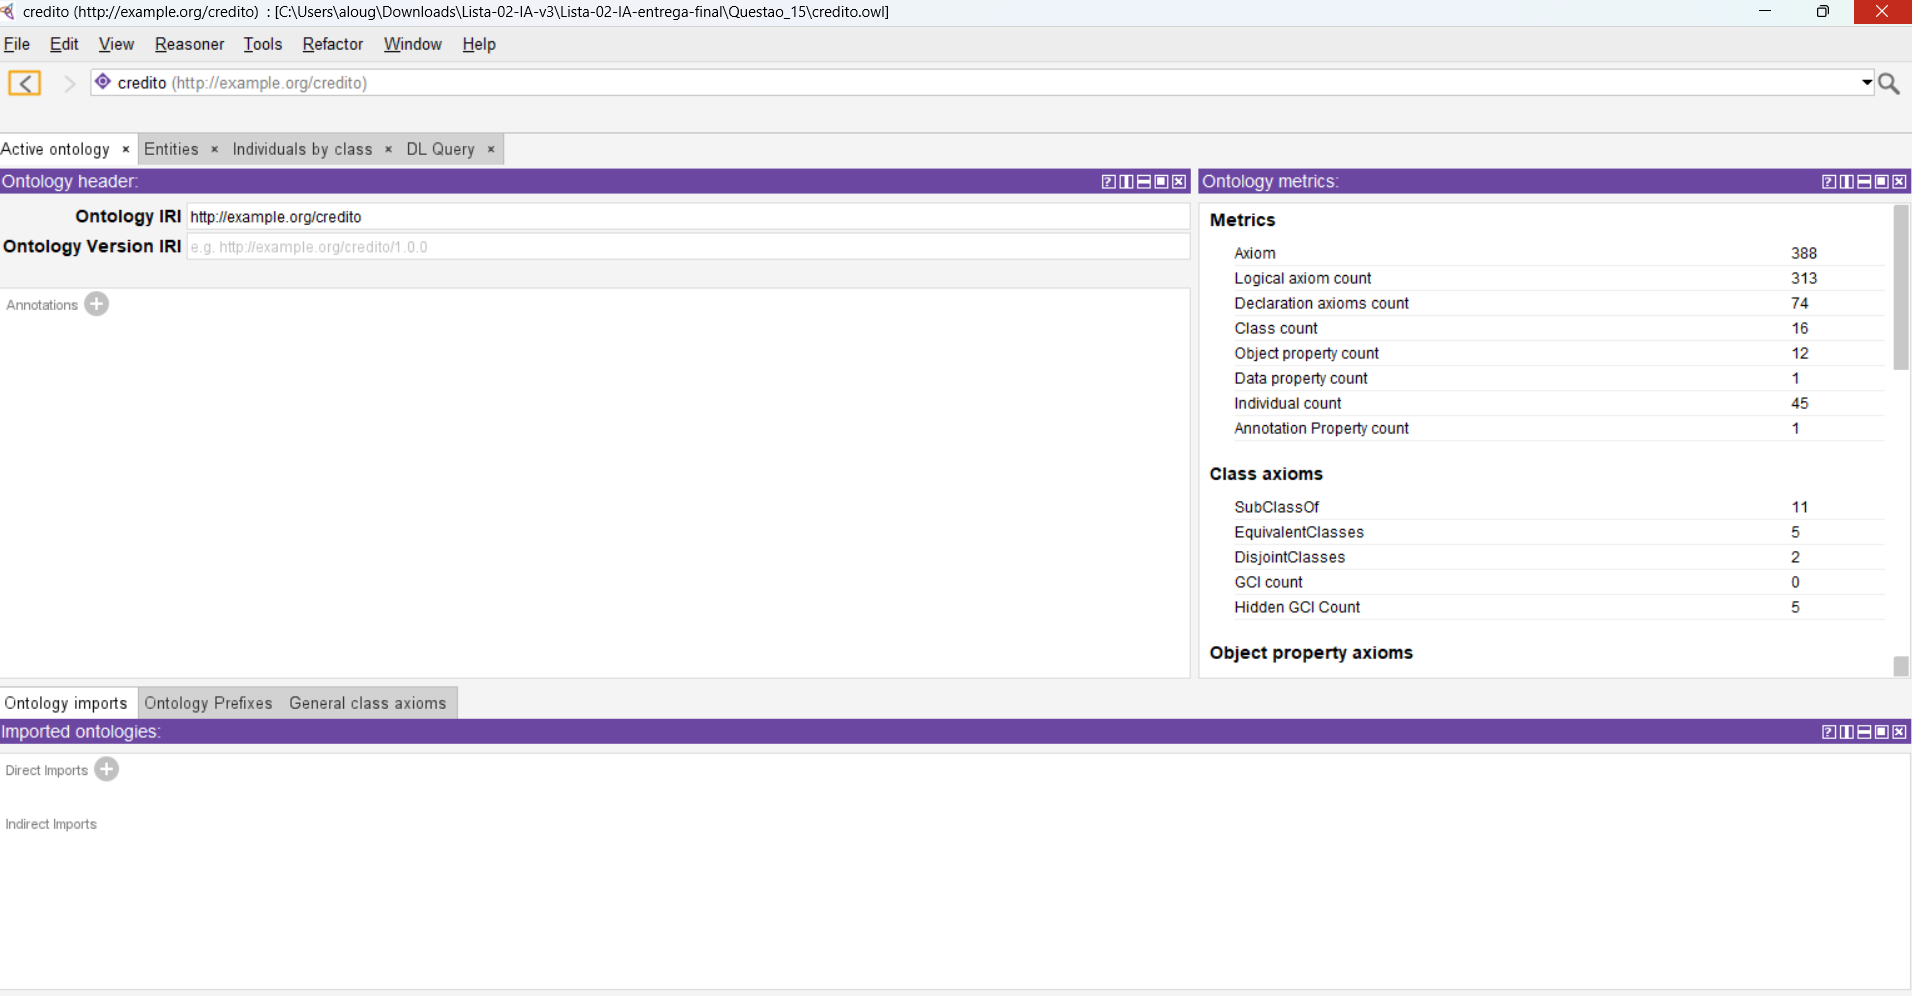 credito (http://example.org/credito) : [C:\Users\aloug\Downloads\Lista-02-IA-v3\Lista-02-IA-entrega-final\Questao_15\credito.owl]
File Edit View Reasoner Tools Refactor Window Help
credito (http://example.org/credito)
Active ontology × Entities × Individuals by class × DL Query ×
Ontology header:
Ontology IRI http://example.org/credito
Ontology Version IRI e.g. http://example.org/credito/1.0.0
Annotations
Ontology metrics:
Metrics
Axiom 388
Logical axiom count 313
Declaration axioms count 74
Class count 16
Object property count 12
Data property count 1
Individual count 45
Annotation Property count 1
Class axioms
SubClassOf 11
EquivalentClasses 5
DisjointClasses 2
GCI count 0
Hidden GCI Count 5
Object property axioms
Ontology imports Ontology Prefixes General class axioms
Imported ontologies:
Direct Imports
Indirect Imports